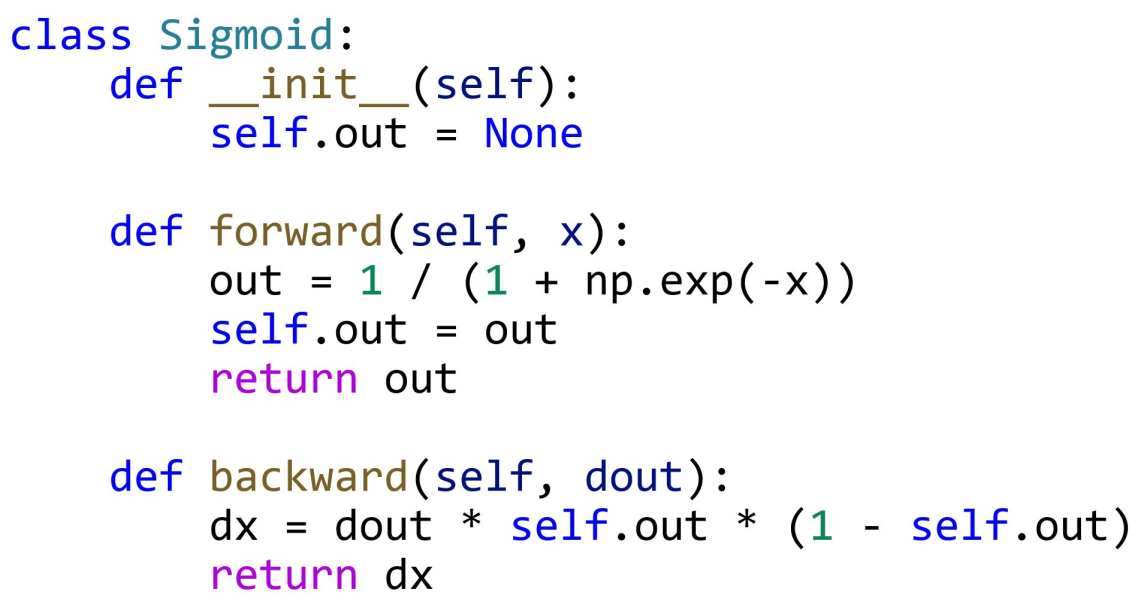 class Sigmoid:
    def __init__(self):
        self.out = None

    def forward(self, x):
        out = 1 / (1 + np.exp(-x))
        self.out = out
        return out

    def backward(self, dout):
        dx = dout * self.out * (1 - self.out)
        return dx